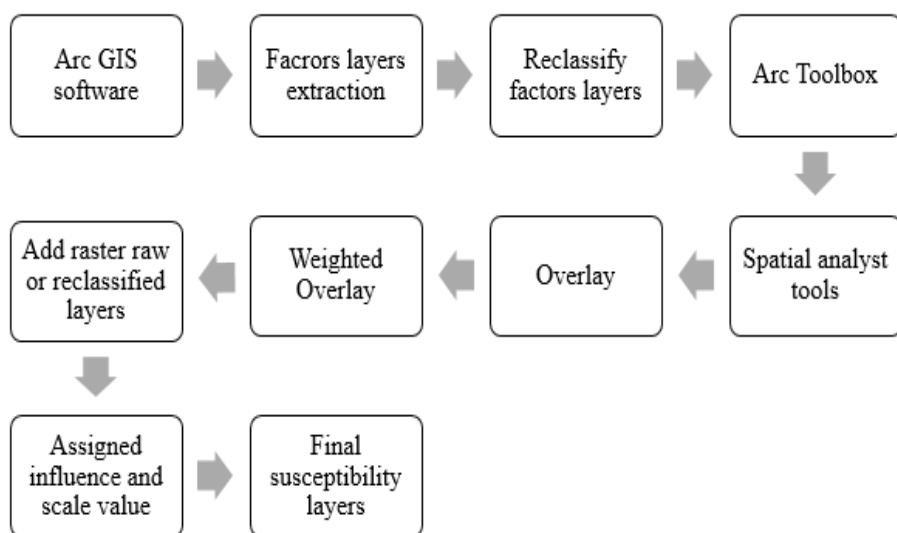 Arc GIS
software
Facrors layers
extraction
Reclassify
factors layers
Arc Toolbox
Spatial analyst
tools
Overlay
Weighted
Overlay
Add raster raw
or reclassified
layers
Assigned
influence and
scale value
Final
susceptibility
layers